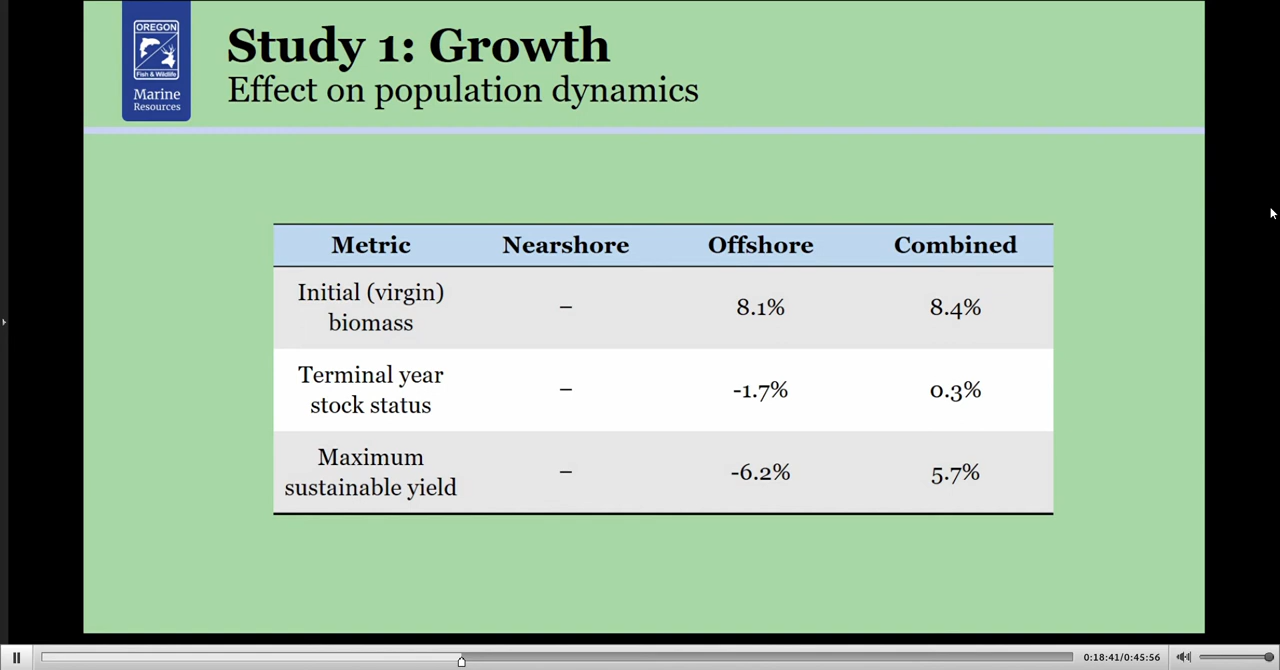 OREGON
Fish & Wildlife
Marine
Resources
Study 1: Growth
Effect on population dynamics
Metric Nearshore Offshore Combined
Initial (virgin)
biomass
– 8.1% 8.4%
Terminal year
stock status
– -1.7% 0.3%
Maximum
sustainable yield
– -6.2% 5.7%
0:18:41/0:45:56